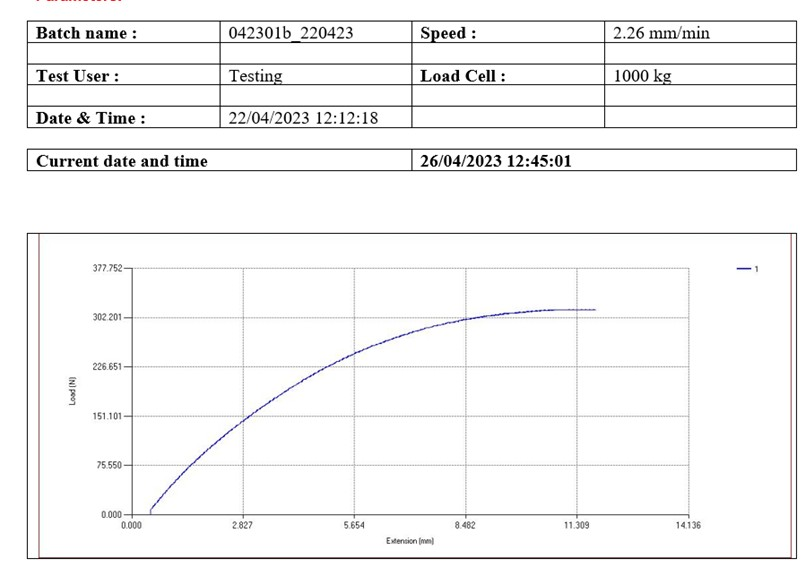 Batch name : 042301b_220423 Speed : 2.26 mm/min
Test User : Testing Load Cell : 1000 kg
Date & Time : 22/04/2023 12:12:18
Current date and time 26/04/2023 12:45:01
377.752
1
302.201
226.651
Load [N]
151.101
75.550
0.000
0.000 2.827 5.654 8.482 11.309 14.136
Extension [mm]